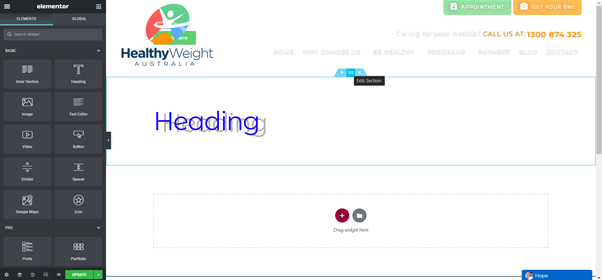 elementor
ELEMENTS GLOBAL
Search Widget...
BASIC
Inner Section Heading
Image Text Editor
Video Button
Divider Spacer
Google Maps Icon
PRO
Posts Portfolio
UPDATE
APPOINTMENT GET YOUR BMI
HealthyWeight
AUSTRALIA
Caring for your health! CALL US AT: 1300 874 325
HOME WHY CHOOSE US BE HEALTHY PROGRAMS PAYMENT BLOG CONTACT
Edit Section
Heading
Drag widget here
Hope